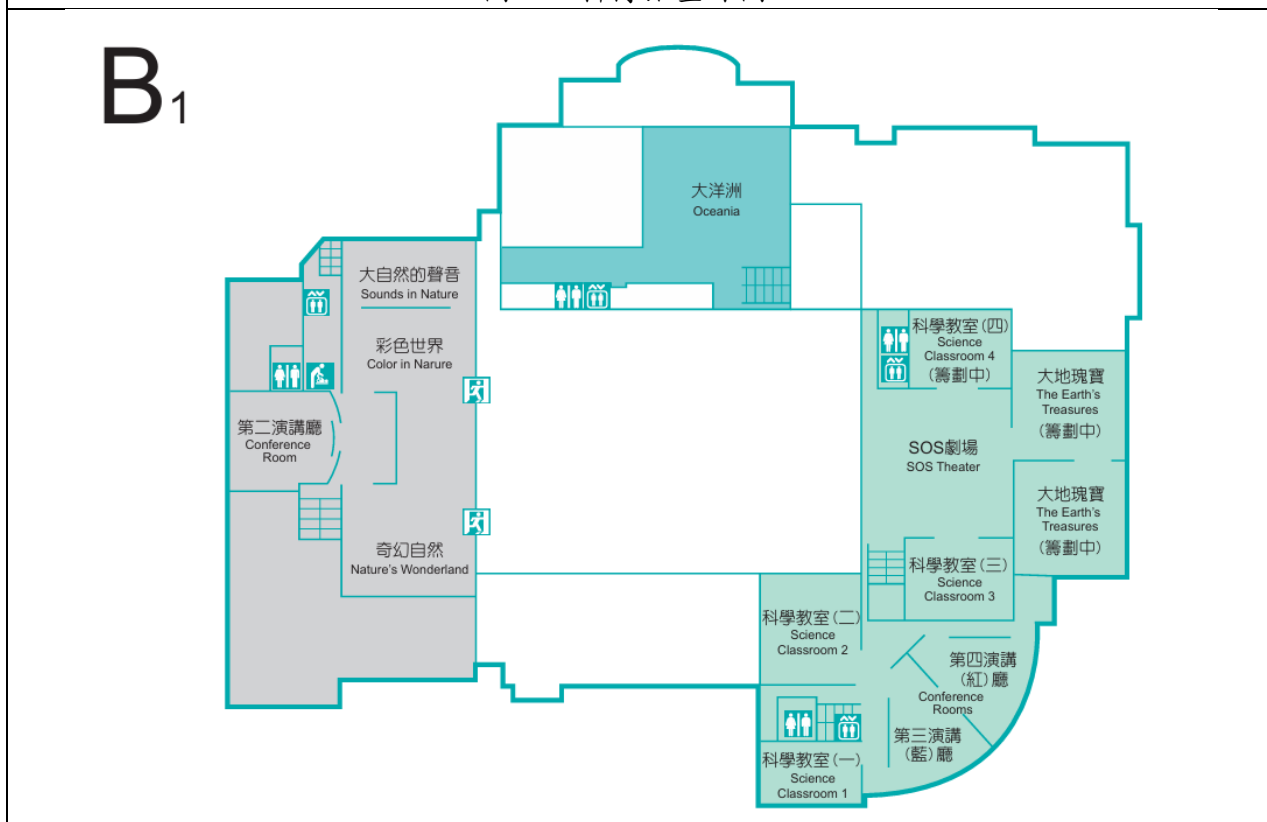 B1
大洋洲
Oceania
大自然的聲音
Sounds in Nature
彩色世界
Color in Narure
第二演講廳
Conference
Room
奇幻自然
Nature's Wonderland
科學教室(四)
Science
Classroom 4
(籌劃中)
大地瑰寶
The Earth's
Treasures
(籌劃中)
SOS劇場
SOS Theater
大地瑰寶
The Earth's
Treasures
(籌劃中)
科學教室(三)
Science
Classroom 3
科學教室(二)
Science
Classroom 2
第四演講
(紅)廳
Conference
Rooms
第三演講
(藍)廳
科學教室(一)
Science
Classroom 1